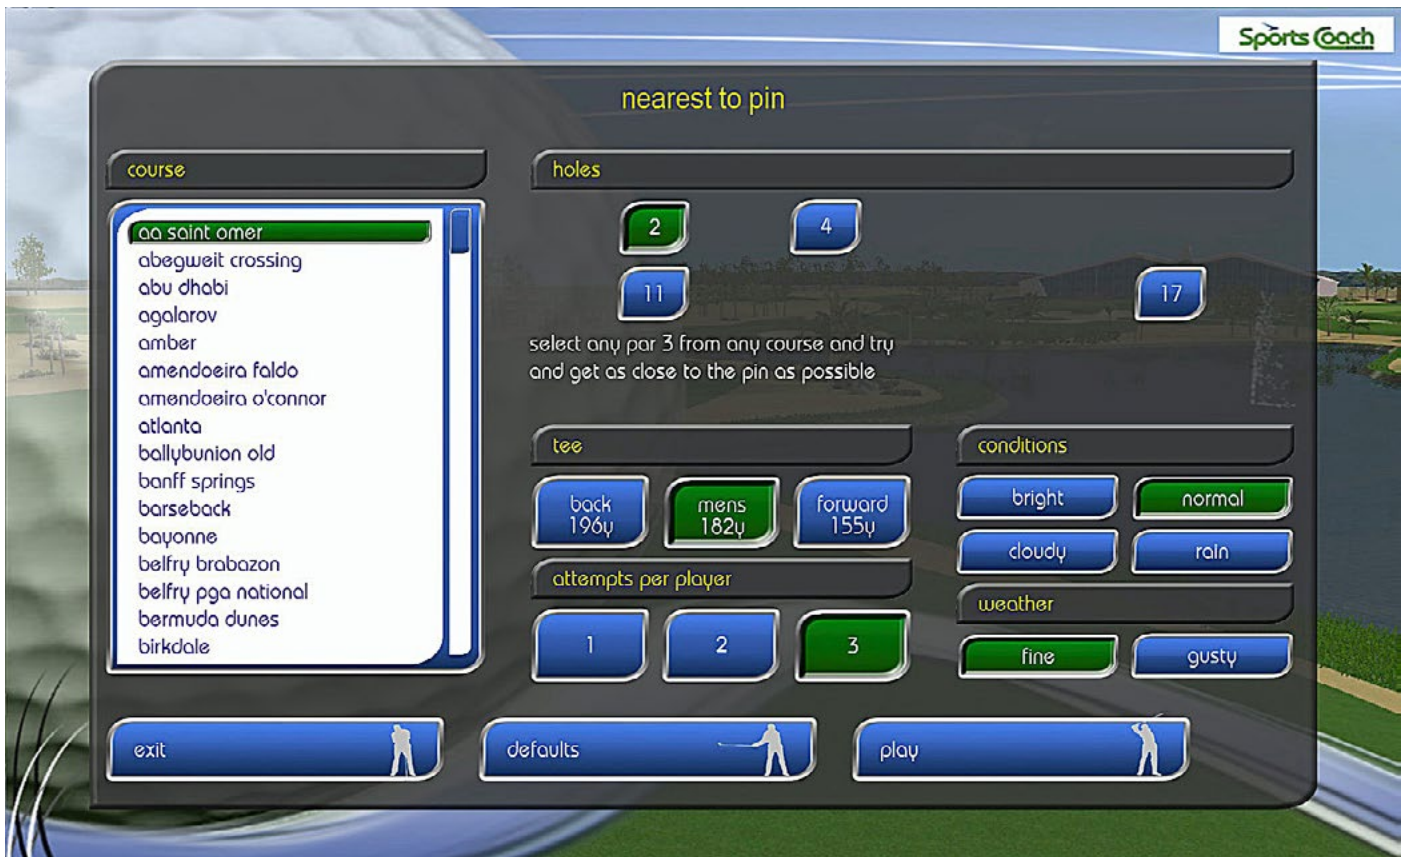 Sports Coach
nearest to pin
course
aa saint omer
abegweit crossing
abu dhabi
agalarov
amber
amendoeira faldo
amendoeira o'connor
atlanta
ballybunion old
banff springs
barseback
bayonne
belfry brabazon
belfry pga national
bermuda dunes
birkdale
holes
2
4
11
17
select any par 3 from any course and try
and get as close to the pin as possible
tee
back
196y
mens
182y
forward
155y
attempts per player
1
2
3
conditions
bright
normal
cloudy
rain
weather
fine
gusty
exit
defaults
play